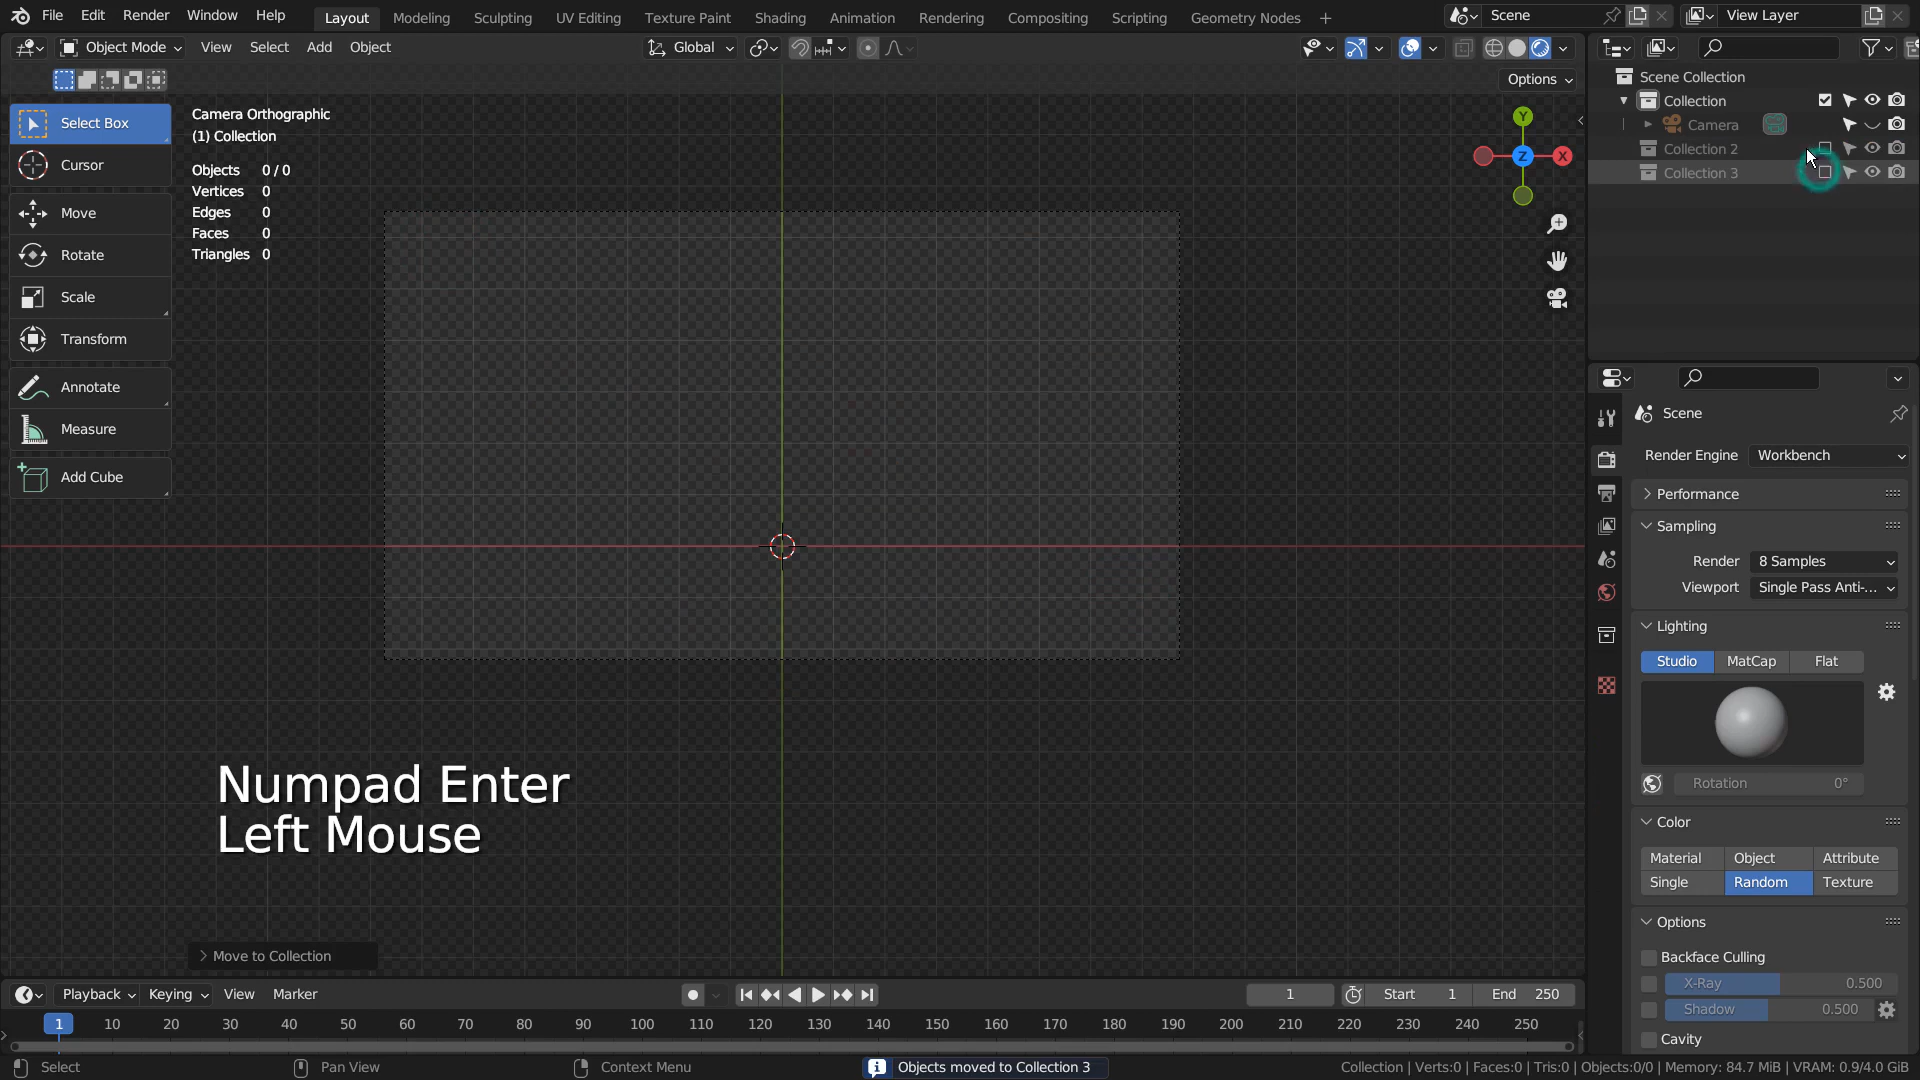 File Edit Render Window Help
Layout Modeling Sculpting UV Editing Texture Paint Shading Animation Rendering Compositing Scripting Geometry Nodes +
Scene View Layer
Object Mode View Select Add Object Global
Options
Select Box
Cursor
Move
Rotate
Scale
Transform
Annotate
Measure
Add Cube
Camera Orthographic
(1) Collection
Objects 0 / 0
Vertices 0
Edges 0
Faces 0
Triangles 0
Y
Z X
Scene Collection
Collection
Camera
Collection 2
Collection 3
Scene
Render Engine Workbench
Performance
Sampling
Render 8 Samples
Viewport Single Pass Anti-...
Lighting
Studio MatCap Flat
Rotation 0°
Color
Material Object Attribute
Single Random Texture
Options
Backface Culling
X-Ray 0.500
Shadow 0.500
Cavity
Numpad Enter
Left Mouse
Move to Collection
Playback Keying View Marker 1 Start 1 End 250
1 10 20 30 40 50 60 70 80 90 100 110 120 130 140 150 160 170 180 190 200 210 220 230 240 250
Select Pan View Context Menu Objects moved to Collection 3 Collection | Verts:0 | Faces:0 | Tris:0 | Objects:0/0 | Memory: 84.7 MiB | VRAM: 0.9/4.0 GiB